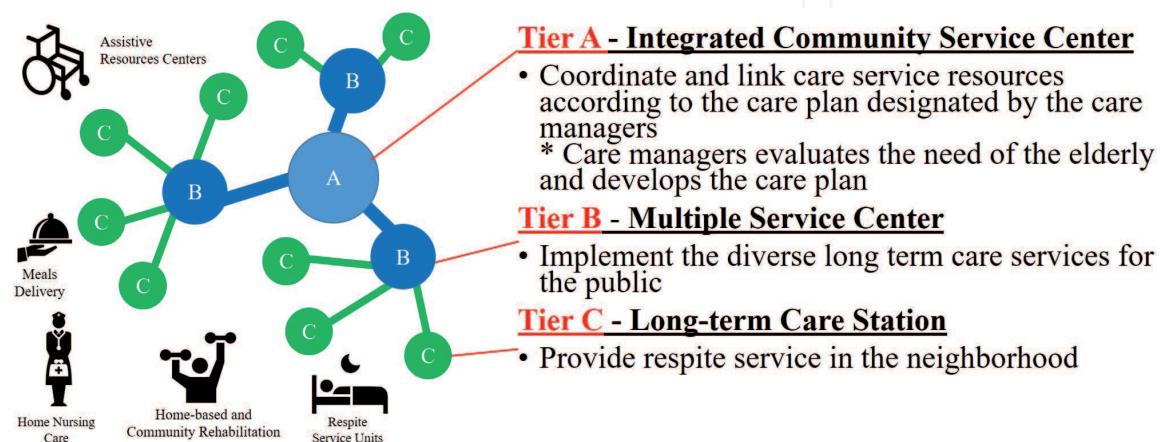 Assistive
Resources Centers
C
C
B
C
C
A
B
C
C
C
B
C
C
C
Meals
Delivery
Home Nursing
Care
Home-based and
Community Rehabilitation
Respite
Service Units
Tier A - Integrated Community Service Center
• Coordinate and link care service resources
according to the care plan designated by the care
managers
* Care managers evaluates the need of the elderly
and develops the care plan
Tier B - Multiple Service Center
• Implement the diverse long term care services for
the public
Tier C - Long-term Care Station
• Provide respite service in the neighborhood